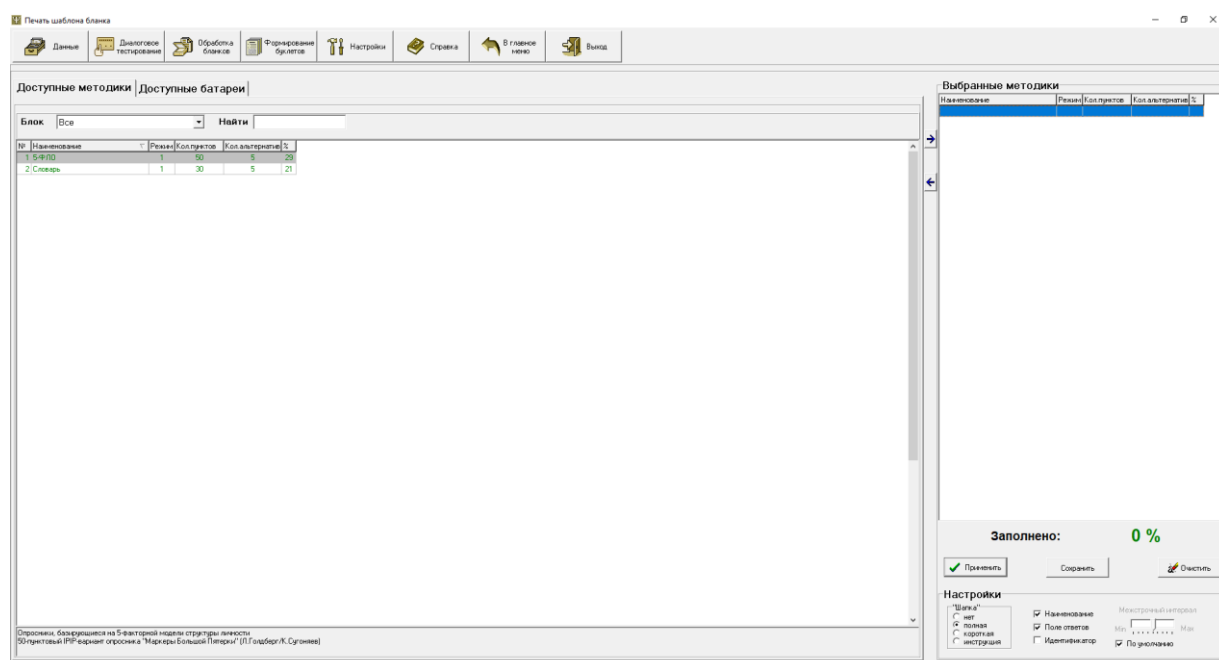 Печать шаблона бланка
Данные
Диалоговое тестирование
Обработка бланков
Формирование буклетов
Настройки
Справка
В главное меню
Выход
Доступные методики Доступные батареи
Блок Все Найти
№ Наименование Режим Кол.пунктов Кол.альтернатив %
1 5-ФЛО 1 50 5 29
2 Словарь 1 30 5 21
Опросники, базирующиеся на 5-факторной модели структуры личности
50-пунктовый IPIP-вариант опросника "Маркеры Большой Пятерки" (Л.Голдберг/К.Сугоняев)
Выбранные методики
Наименование Режим Кол.пунктов Кол.альтернатив %
Заполнено: 0 %
Применить Сохранить Очистить
Настройки
"Шапка"
нет
полная
короткая
инструкция
Наименование
Поле ответов
Идентификатор
Межстрочный интервал
Min Max
По умолчанию